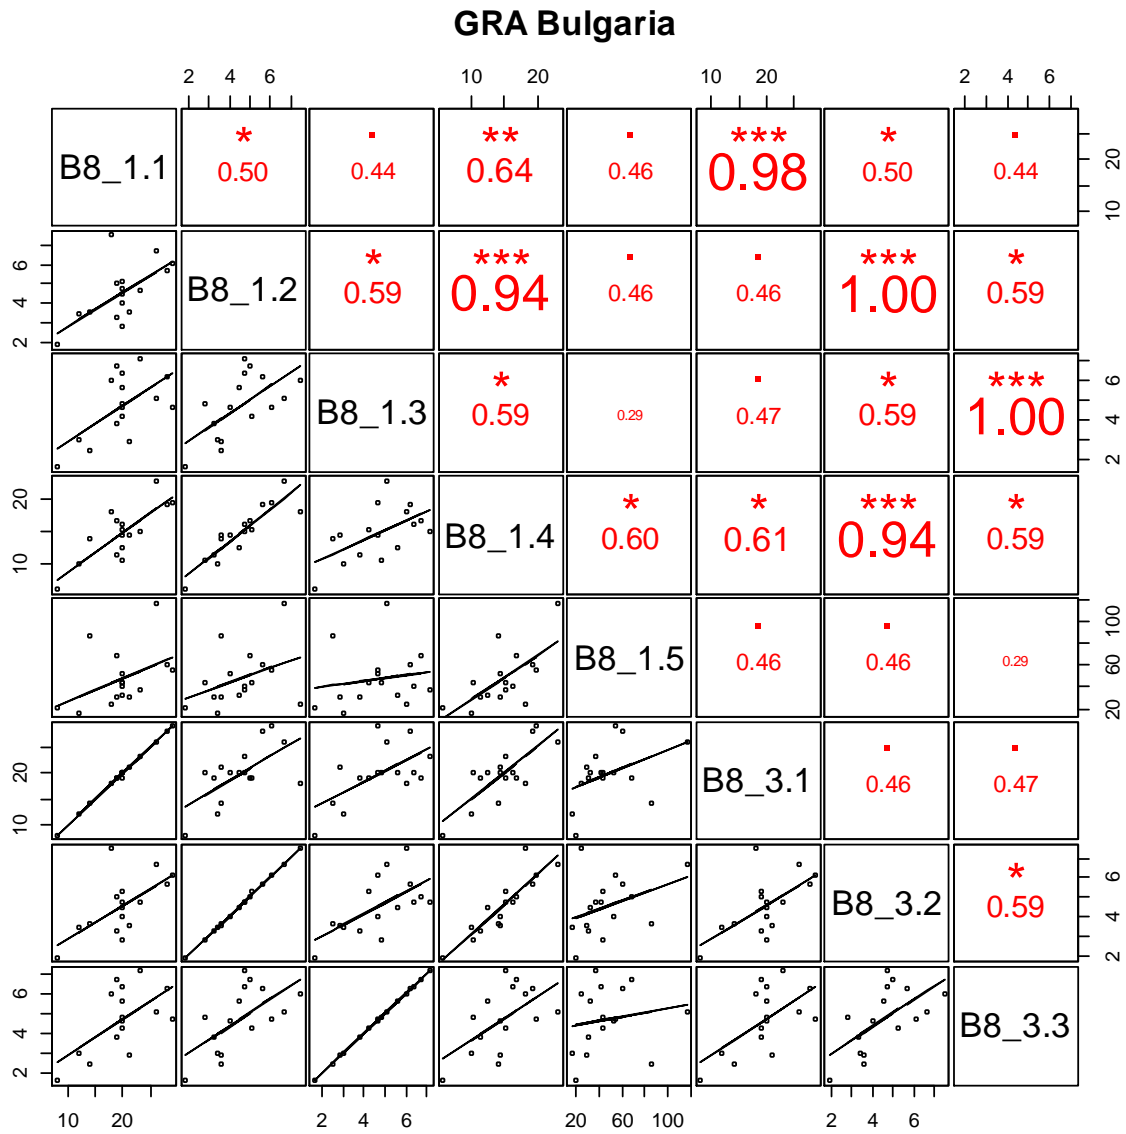 GRA Bulgaria
2 4 6 10 20 10 20 2 4 6
* . ** . *** * .
B8_1.1 0.50 0.44 0.64 0.46 0.98 0.50 0.44 10 20
* *** . . *** *
2 4 6 B8_1.2 0.59 0.94 0.46 0.46 1.00 0.59
* . * ***
B8_1.3 0.59 0.29 0.47 0.59 1.00 2 4 6
* * *** *
10 20 B8_1.4 0.60 0.61 0.94 0.59
. .
B8_1.5 0.46 0.46 0.29 20 60 100
. .
10 20 B8_3.1 0.46 0.47
*
B8_3.2 0.59 2 4 6
2 4 6 B8_3.3
10 20 2 4 6 20 60 100 2 4 6